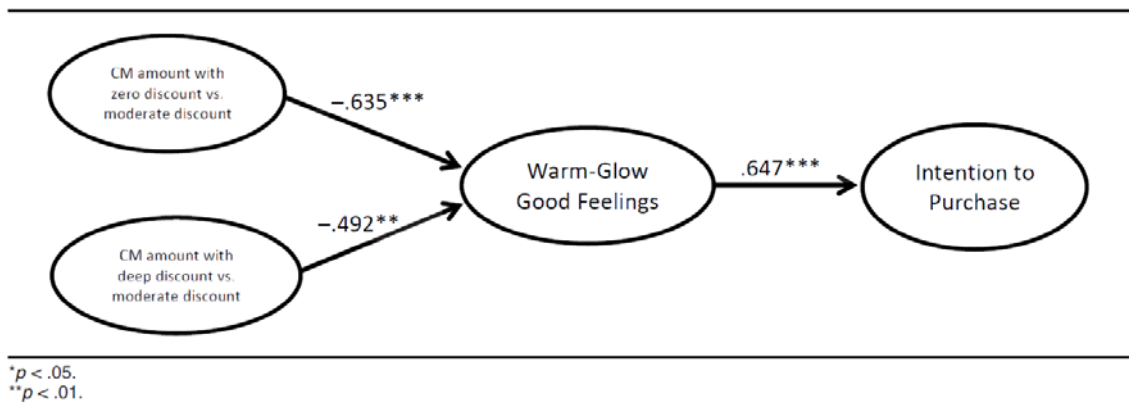 CM amount with
zero discount vs.
moderate discount
–.635***
Warm-Glow
Good Feelings
.647***
Intention to
Purchase
–.492**
CM amount with
deep discount vs.
moderate discount
*p < .05.
**p < .01.